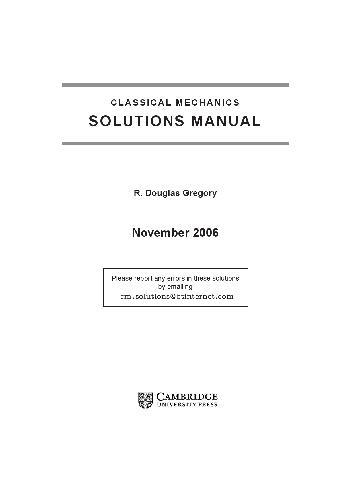 CLASSICAL MECHANICS
SOLUTIONS MANUAL
R. Douglas Gregory
November 2006
Please report any errors in these solutions
by emailing
cm:solutions@btinternet.com
CAMBRIDGE
UNIVERSITY PRESS